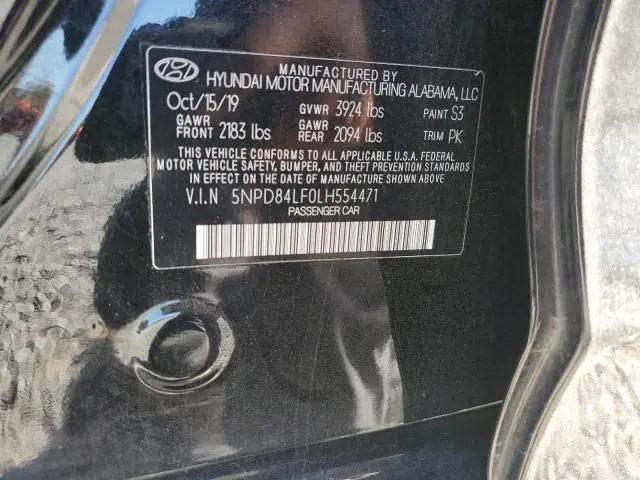 MANUFACTURED BY
HYUNDAI MOTOR MANUFACTURING ALABAMA, LLC
Oct/15/19 GVWR 3924 lbs PAINT S3
GAWR FRONT 2183 lbs GAWR REAR 2094 lbs TRIM PK
THIS VEHICLE CONFORMS TO ALL APPLICABLE U.S.A. FEDERAL
MOTOR VEHICLE SAFETY, BUMPER, AND THEFT PREVENTION STANDARDS
IN EFFECT ON THE DATE OF MANUFACTURE SHOWN ABOVE.
V.I.N 5NPD84LF0LH554471
PASSENGER CAR